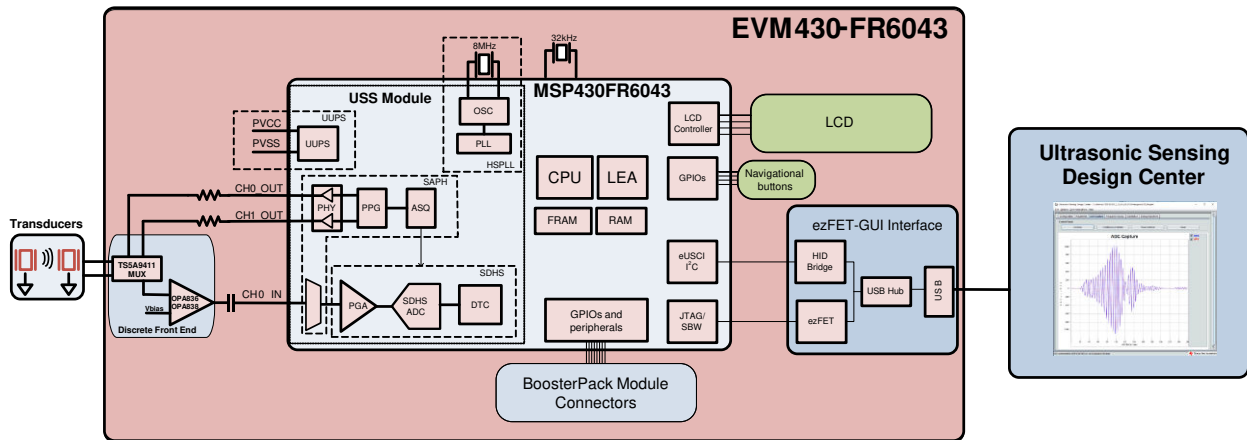 EVM430-FR6043
8MHz
32kHz
MSP430FR6043
USS Module
UUPS
PVCC
PVSS
UUPS
OSC
PLL
HSPLL
LCD
Controller
LCD
CPU
LEA
GPIOs
Navigational
buttons
FRAM
RAM
SAPH
CH0_OUT
CH1_OUT
PHY
PPG
ASQ
Transducers
TS5A9411
MUX
OPA836
OPA838
Vbias
Discrete Front End
CH0_IN
SDHS
PGA
SDHS
ADC
DTC
eUSCI
I²C
GPIOs and
peripherals
JTAG/
SBW
ezFET-GUI Interface
HID
Bridge
USB Hub
USB
ezFET
BoosterPack Module
Connectors
Ultrasonic Sensing
Design Center
ADC Capture